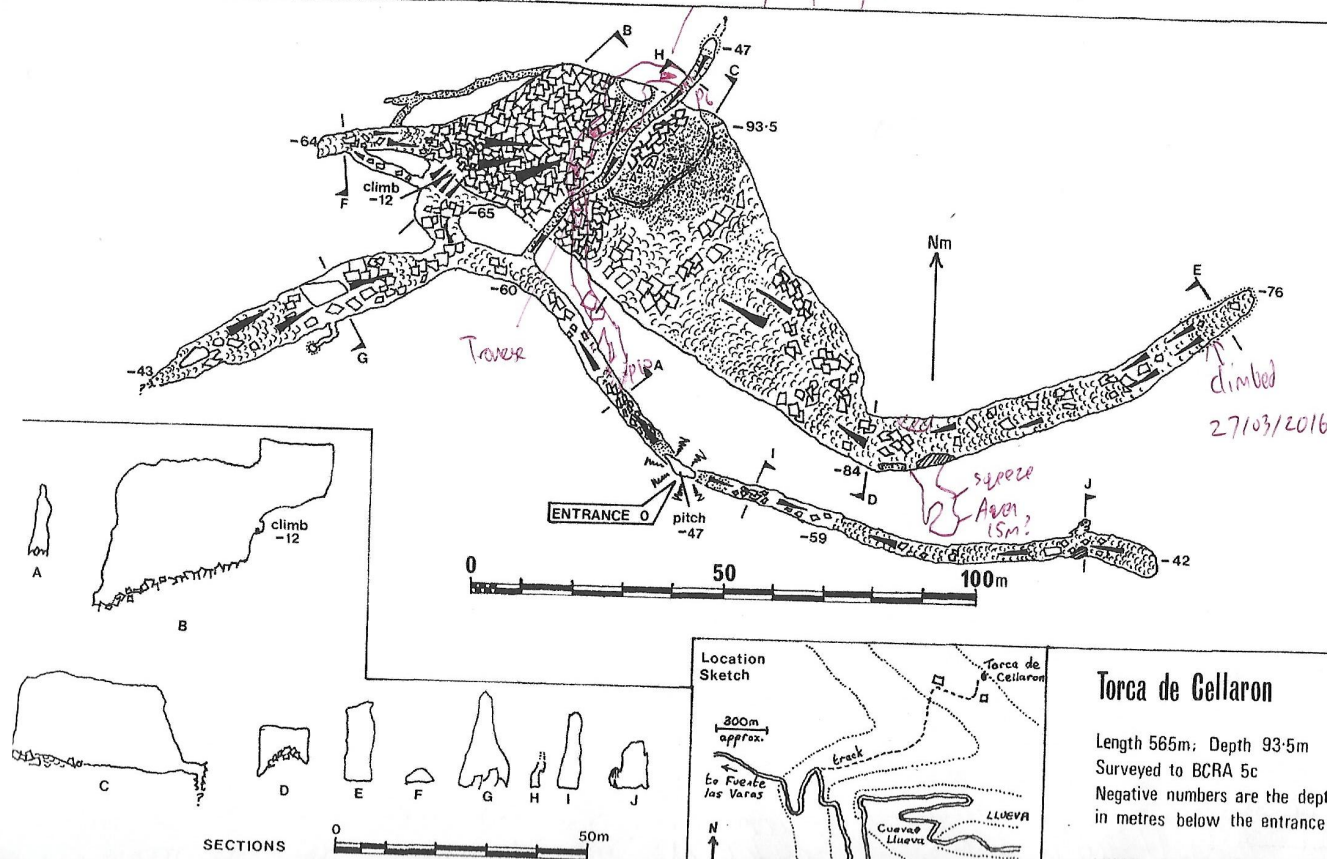 B
-47
H
C
P6
-93·5
-64
climb
-12
F
-65
Nm
E
-76
-60
Traverse
G
-43
A
climbed
27/03/2016
-84
D
squeeze
Aven
15m?
I
J
ENTRANCE 0
pitch
-47
-59
-42
0 50 100m
climb
-12
A
B
C
?
D
E
F
G
H
I
J
SECTIONS
0 50m
Location
Sketch
Torca de
Cellaron
300m
approx.
track
to Fuente
las Varas
LLUEVA
Cueva
Llueva
N
Torca de Cellaron
Length 565m; Depth 93·5m
Surveyed to BCRA 5c
Negative numbers are the dept
in metres below the entrance